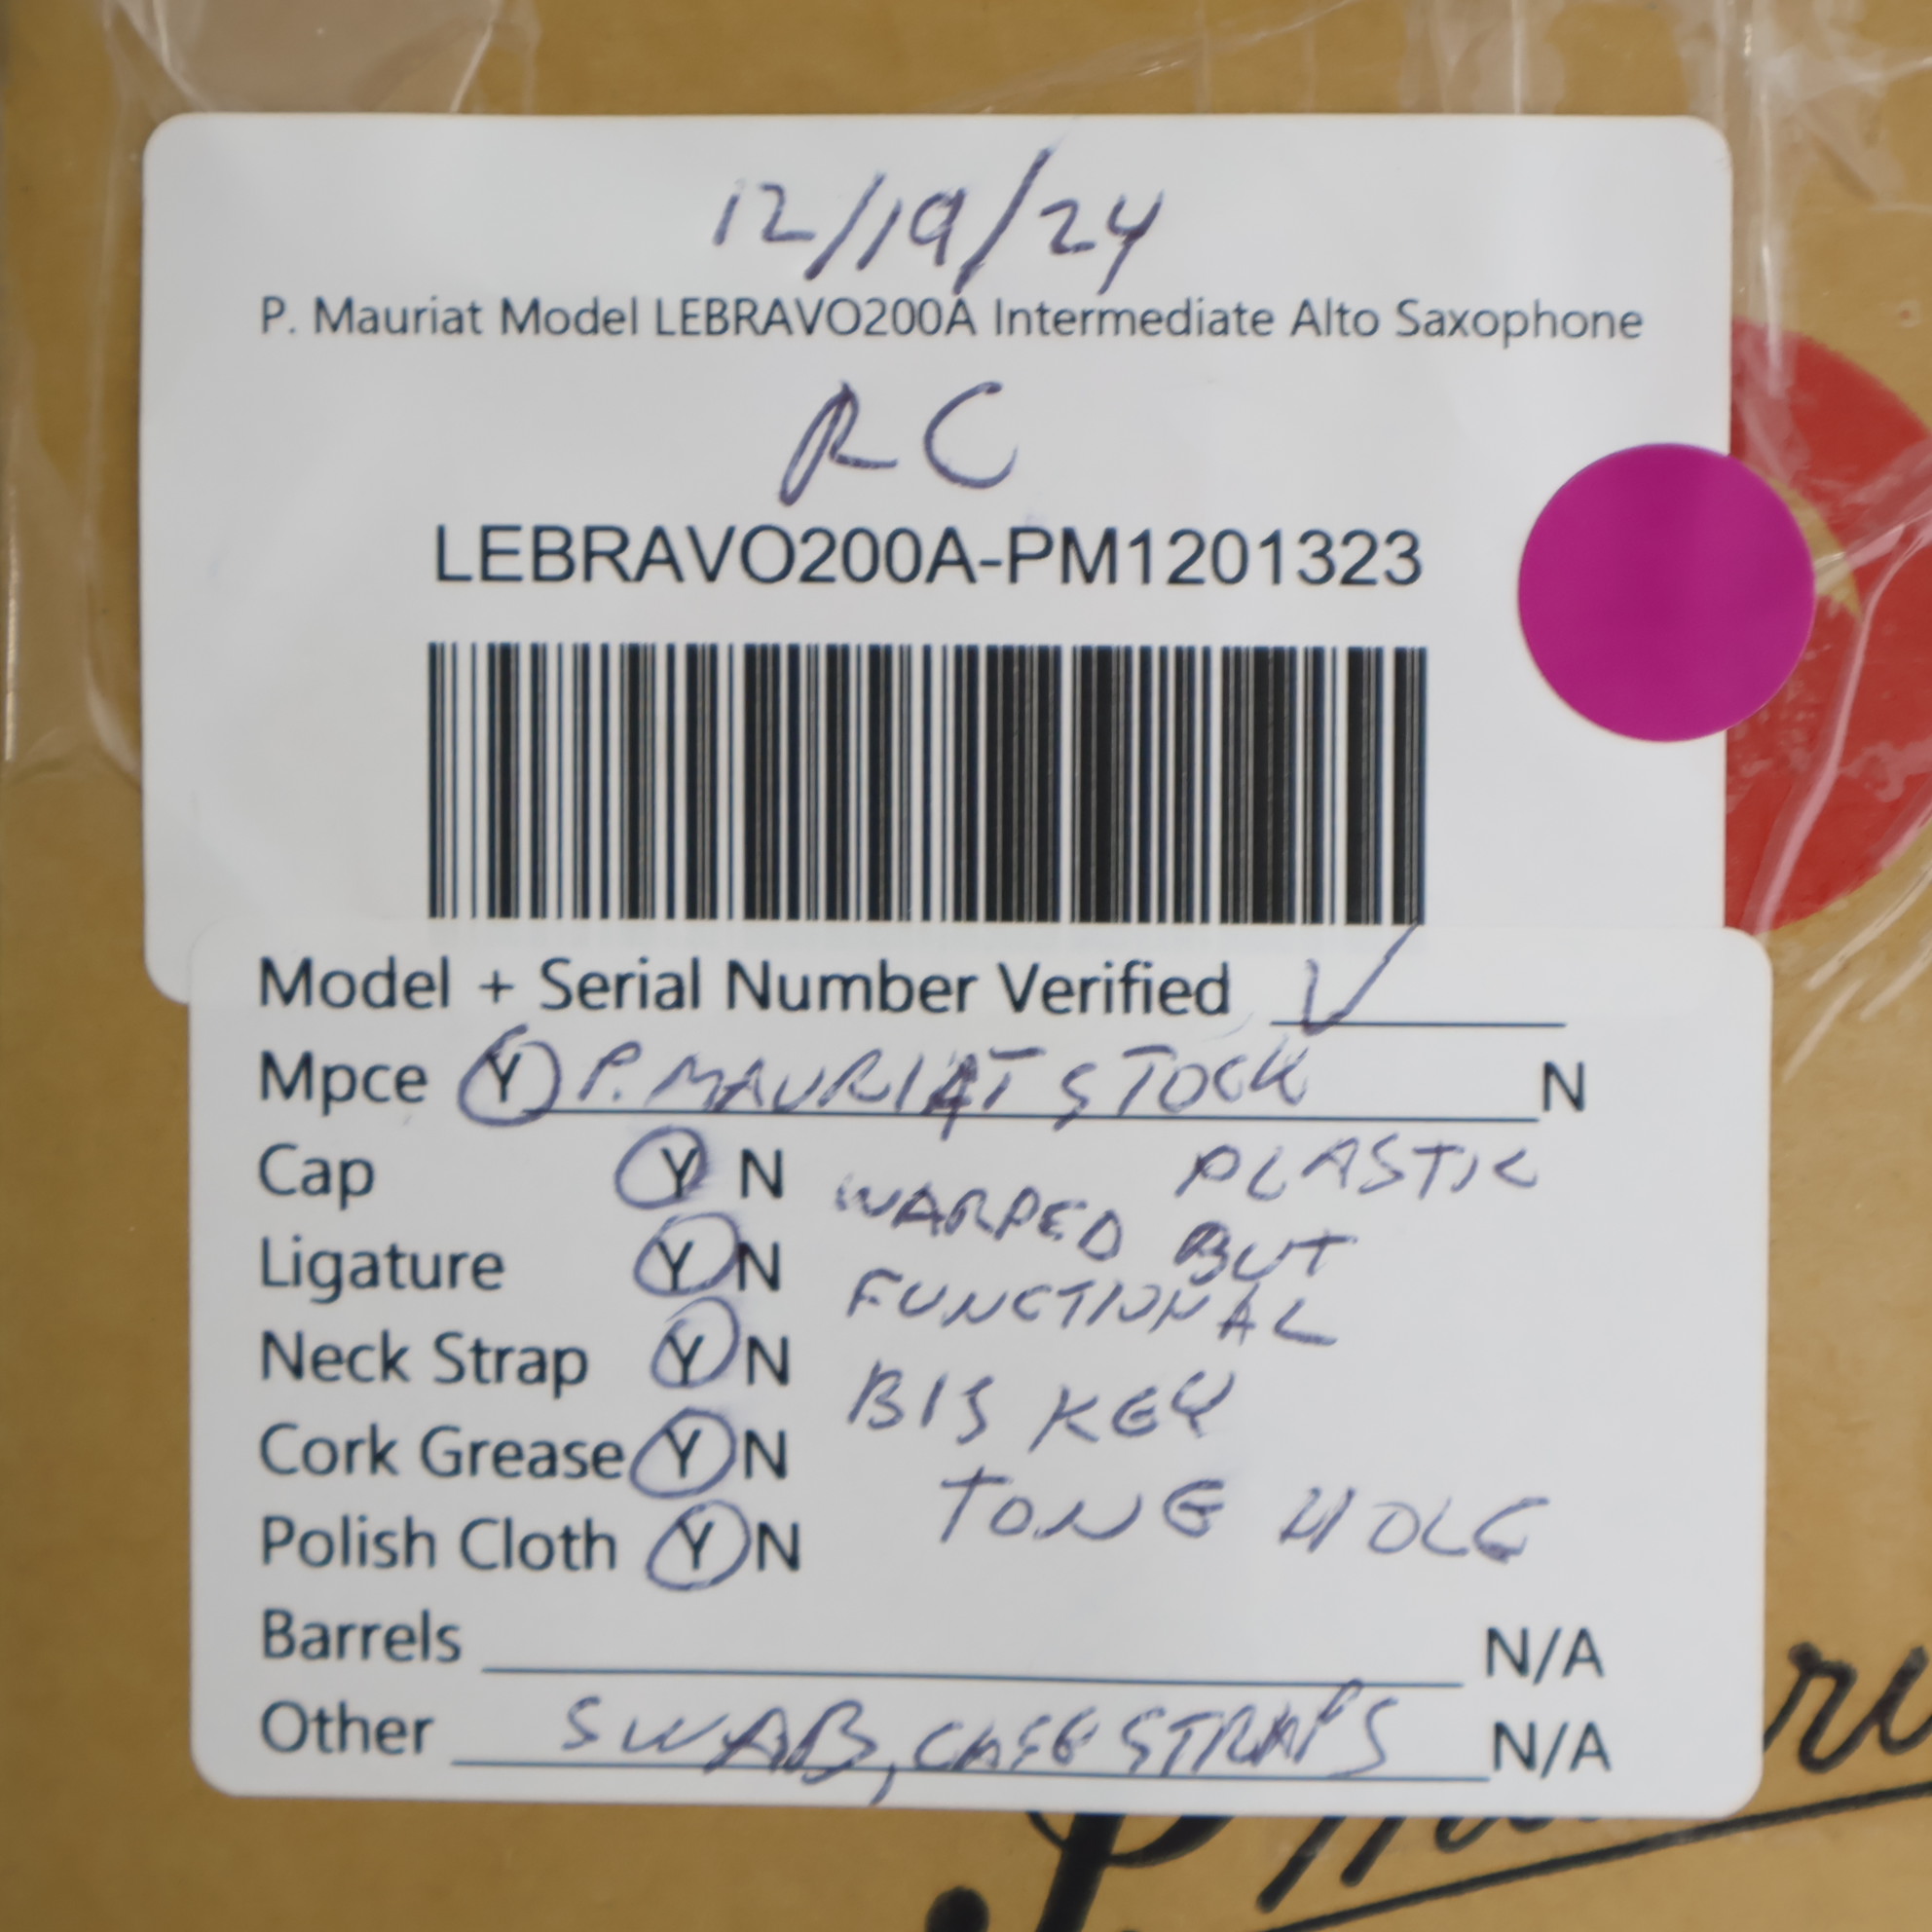 12/19/24
P. Mauriat Model LEBRAVO200A Intermediate Alto Saxophone
RC
LEBRAVO200A-PM1201323
Model + Serial Number Verified ✓
Mpce Y P. MAURIAT STOCK N
PLASTIC
Cap Y N WARPED BUT
Ligature Y N FUNCTIONAL
Neck Strap Y N BIS KEY
Cork Grease Y N TONE HOLE
Polish Cloth Y N
Barrels N/A
Other SWAB, CASE STRAPS N/A